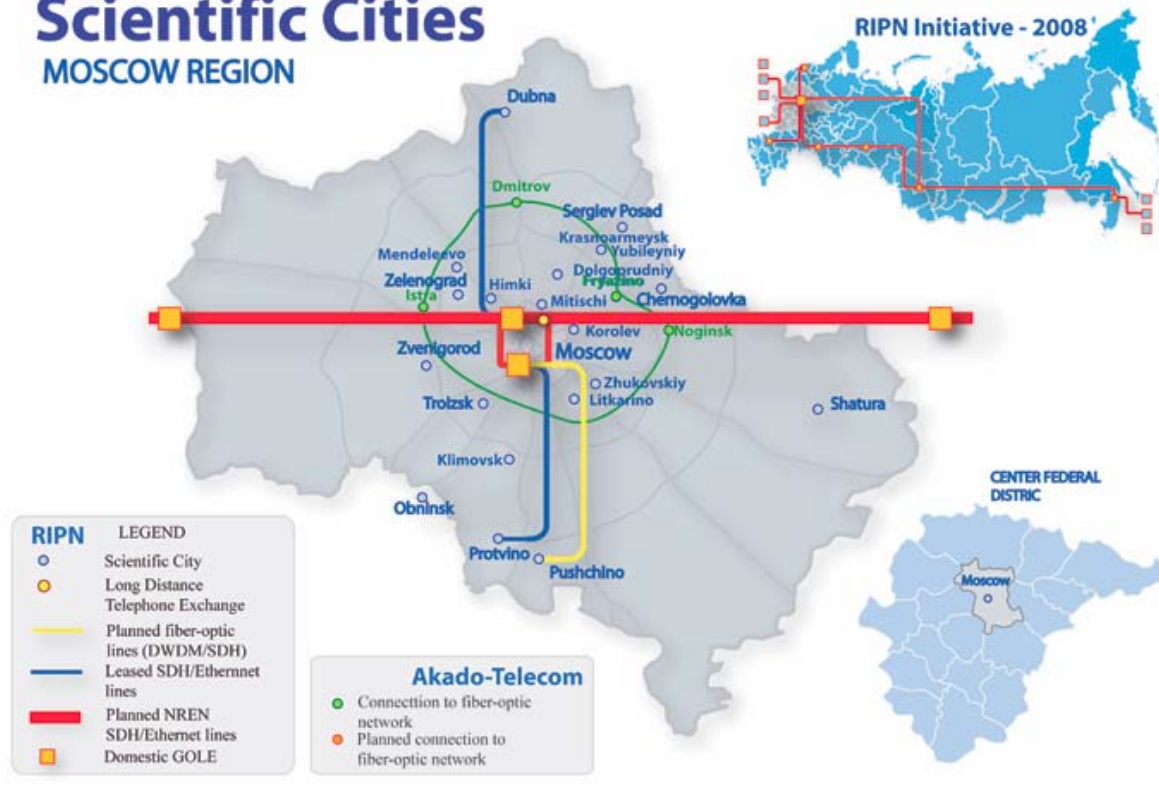 Scientific Cities
MOSCOW REGION
RIPN Initiative - 2008
Dubna
Dmitrov
Sergiev Posad
Krasnoarmeysk
Yubileyniy
Mendeleevo
Dolgoprudniy
Zelenograd
Fryazino
Himki
Istra
Mitischi
Chernogolovka
Korolev
Noginsk
Zvenigorod
Moscow
Zhukovskiy
Troizsk
Litkarino
Shatura
Klimovsk
Obninsk
Protvino
Pushchino
CENTER FEDERAL
DISTRIC
Moscow
RIPN LEGEND
Scientific City
Long Distance
Telephone Exchange
Planned fiber-optic
lines (DWDM/SDH)
Leased SDH/Ethernnet
lines
Planned NREN
SDH/Ethernet lines
Domestic GOLE
Akado-Telecom
Connecttion to fiber-optic
network
Planned connection to
fiber-optic network